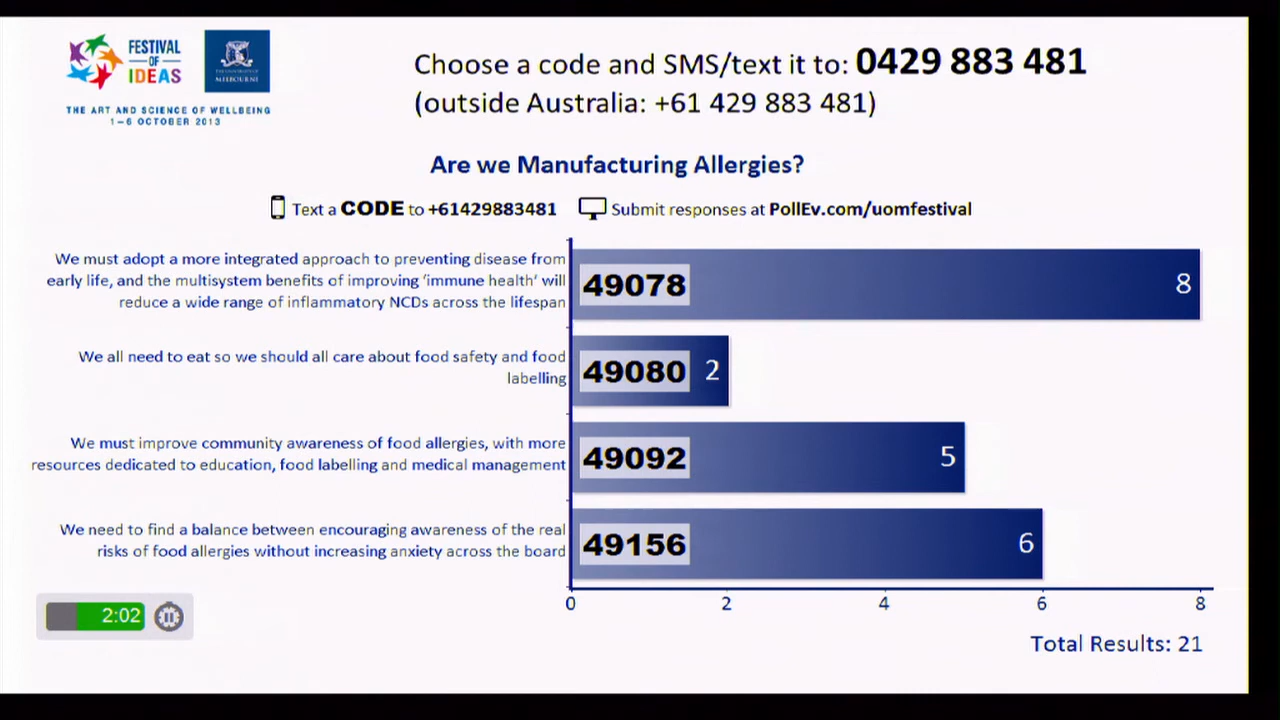 FESTIVAL
OF
IDEAS
THE UNIVERSITY OF
MELBOURNE
THE ART AND SCIENCE OF WELLBEING
1–6 OCTOBER 2013
Choose a code and SMS/text it to: 0429 883 481
(outside Australia: +61 429 883 481)
Are we Manufacturing Allergies?
Text a CODE to +61429883481
Submit responses at PollEv.com/uomfestival
We must adopt a more integrated approach to preventing disease from
early life, and the multisystem benefits of improving ‘immune health’ will
reduce a wide range of inflammatory NCDs across the lifespan
49078
8
We all need to eat so we should all care about food safety and food
labelling
49080
2
We must improve community awareness of food allergies, with more
resources dedicated to education, food labelling and medical management
49092
5
We need to find a balance between encouraging awareness of the real
risks of food allergies without increasing anxiety across the board
49156
6
0 2 4 6 8
2:02
Total Results: 21